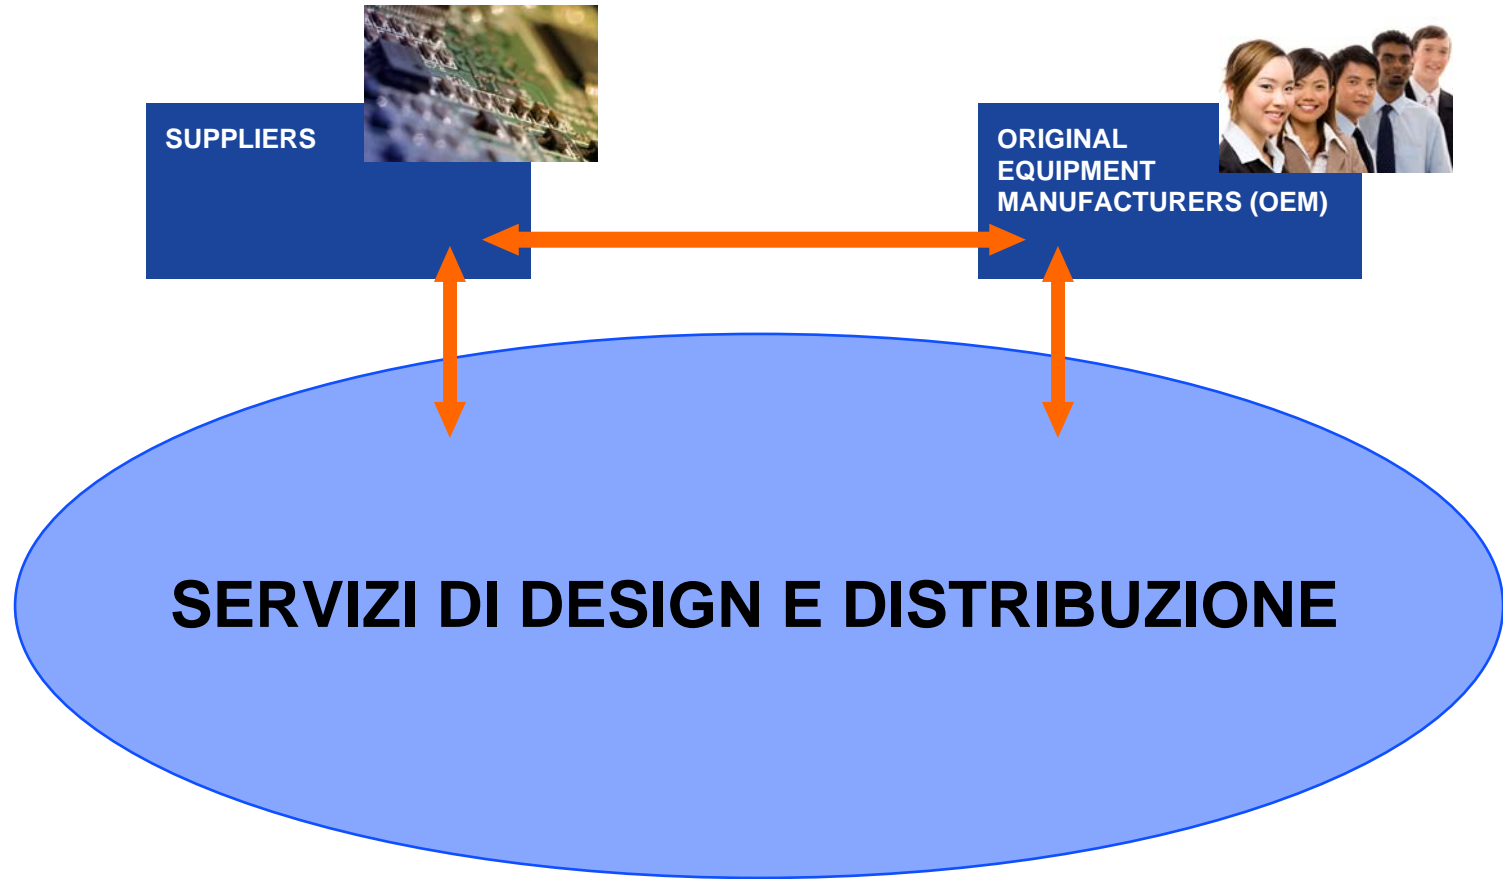 SUPPLIERS
ORIGINAL
EQUIPMENT
MANUFACTURERS (OEM)
SERVIZI DI DESIGN E DISTRIBUZIONE